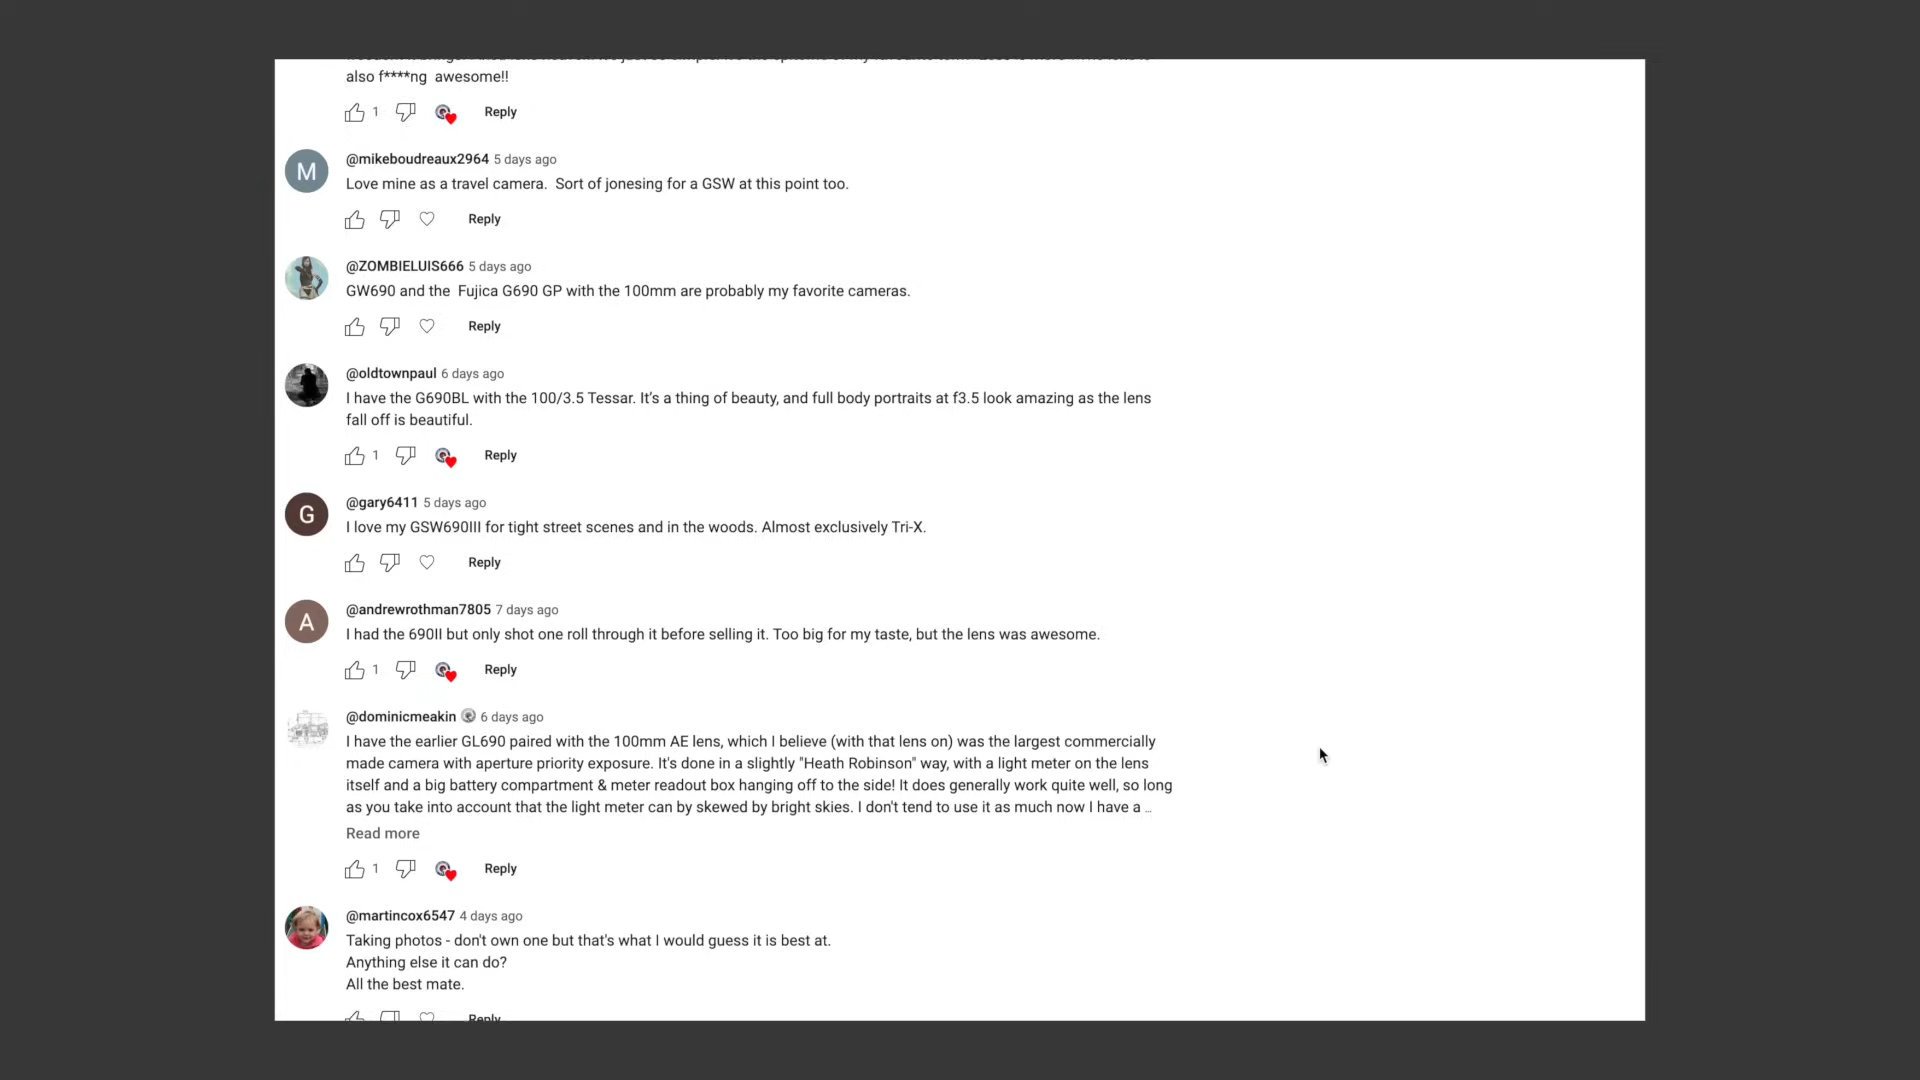 also f****ng  awesome!!
1 Reply
M
@mikeboudreaux2964 5 days ago
Love mine as a travel camera.  Sort of jonesing for a GSW at this point too.
Reply
@ZOMBIELUIS666 5 days ago
GW690 and the  Fujica G690 GP with the 100mm are probably my favorite cameras.
Reply
@oldtownpaul 6 days ago
I have the G690BL with the 100/3.5 Tessar. It’s a thing of beauty, and full body portraits at f3.5 look amazing as the lens
fall off is beautiful.
1 Reply
G
@gary6411 5 days ago
I love my GSW690III for tight street scenes and in the woods. Almost exclusively Tri-X.
Reply
A
@andrewrothman7805 7 days ago
I had the 690II but only shot one roll through it before selling it. Too big for my taste, but the lens was awesome.
1 Reply
@dominicmeakin 6 days ago
I have the earlier GL690 paired with the 100mm AE lens, which I believe (with that lens on) was the largest commercially
made camera with aperture priority exposure. It's done in a slightly "Heath Robinson" way, with a light meter on the lens
itself and a big battery compartment & meter readout box hanging off to the side! It does generally work quite well, so long
as you take into account that the light meter can by skewed by bright skies. I don't tend to use it as much now I have a ...
Read more
1 Reply
@martincox6547 4 days ago
Taking photos - don't own one but that's what I would guess it is best at.
Anything else it can do?
All the best mate.
Reply